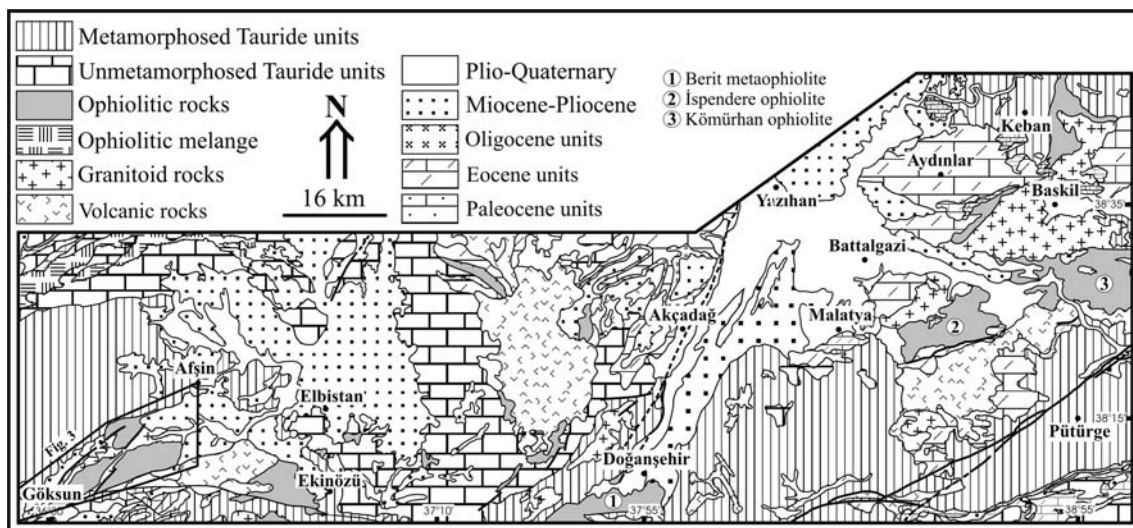 Metamorphosed Tauride units
Unmetamorphosed Tauride units
Ophiolitic rocks
Ophiolitic melange
Granitoid rocks
Volcanic rocks
N
16 km
Plio-Quaternary
Miocene-Pliocene
Oligocene units
Eocene units
Paleocene units
1 Berit metaophiolite
2 İspendere ophiolite
3 Kömürhan ophiolite
Keban
Aydınlar
Yazıhan
Baskil
38°35'
Battalgazi
3
Akçadağ
Malatya
2
Afşin
Elbistan
38°15'
Pütürge
Fig. 3
Doğanşehir
Göksun
Ekinözü
1
37°10'
37°55'
38°55'